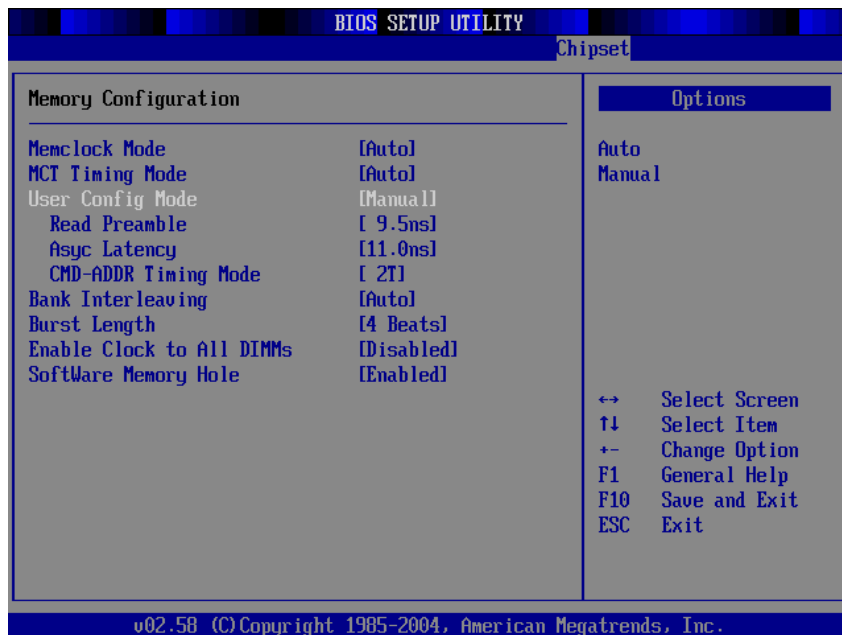 BIOS SETUP UTILITY
Chipset
Memory Configuration
Memclock Mode [Auto]
MCT Timing Mode [Auto]
User Config Mode [Manual]
Read Preamble [ 9.5ns]
Asyc Latency [11.0ns]
CMD-ADDR Timing Mode [ 2T]
Bank Interleaving [Auto]
Burst Length [4 Beats]
Enable Clock to All DIMMs [Disabled]
SoftWare Memory Hole [Enabled]
Options
Auto
Manual
←→ Select Screen
↑↓ Select Item
+- Change Option
F1 General Help
F10 Save and Exit
ESC Exit
v02.58 (C)Copyright 1985-2004, American Megatrends, Inc.